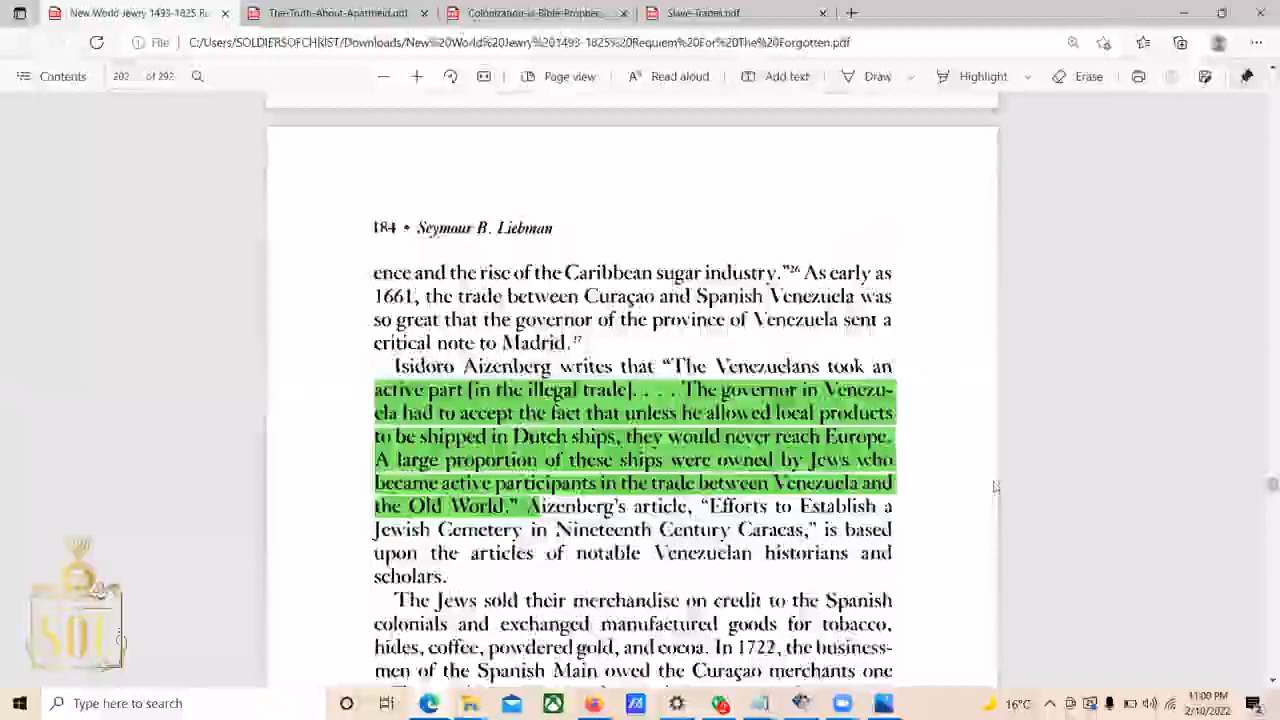 New World Jewry 1493-1825 R
The-Truth-About-Apartheid.pdf
Colonization-in-Bible-Prophec
Slave-Trade.pdf
File
C:/Users/SOLDIERSOFCHRIST/Downloads/New%20World%20Jewry%201493-1825%20Requiem%20For%20The%20Forgotten.pdf
Contents
202 of 292
Page view
Read aloud
Add text
Draw
Highlight
Erase
184 • Seymour B. Liebman
ence and the rise of the Caribbean sugar industry."26 As early as
1661, the trade between Curaçao and Spanish Venezuela was
so great that the governor of the province of Venezuela sent a
critical note to Madrid.
Isidoro Aizenberg writes that "The Venezuelans took an
active part [in the illegal trade]. . . . The governor in Venezu-
ela had to accept the fact that unless he allowed local products
to be shipped in Dutch ships, they would never reach Europe.
A large proportion of these ships were owned by Jews who
became active participants in the trade between Venezuela and
the Old World." Aizenberg's article, "Efforts to Establish a
Jewish Cemetery in Nineteenth Century Caracas," is based
upon the articles of notable Venezuelan historians and
scholars.
The Jews sold their merchandise on credit to the Spanish
colonials and exchanged manufactured goods for tobacco,
hides, coffee, powdered gold, and cocoa. In 1722, the business-
men of the Spanish Main owed the Curaçao merchants one
SOC
Type here to search
16°C
11:00 PM
2/10/2022